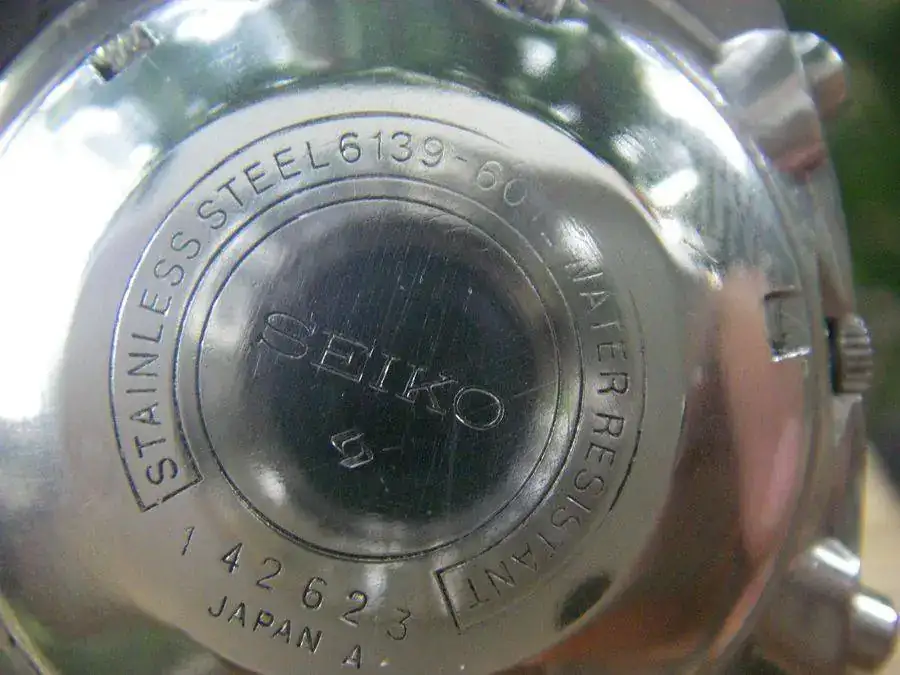 STAINLESS STEEL 6139-60 WATER RESISTANT
SEIKO
142623
JAPAN A